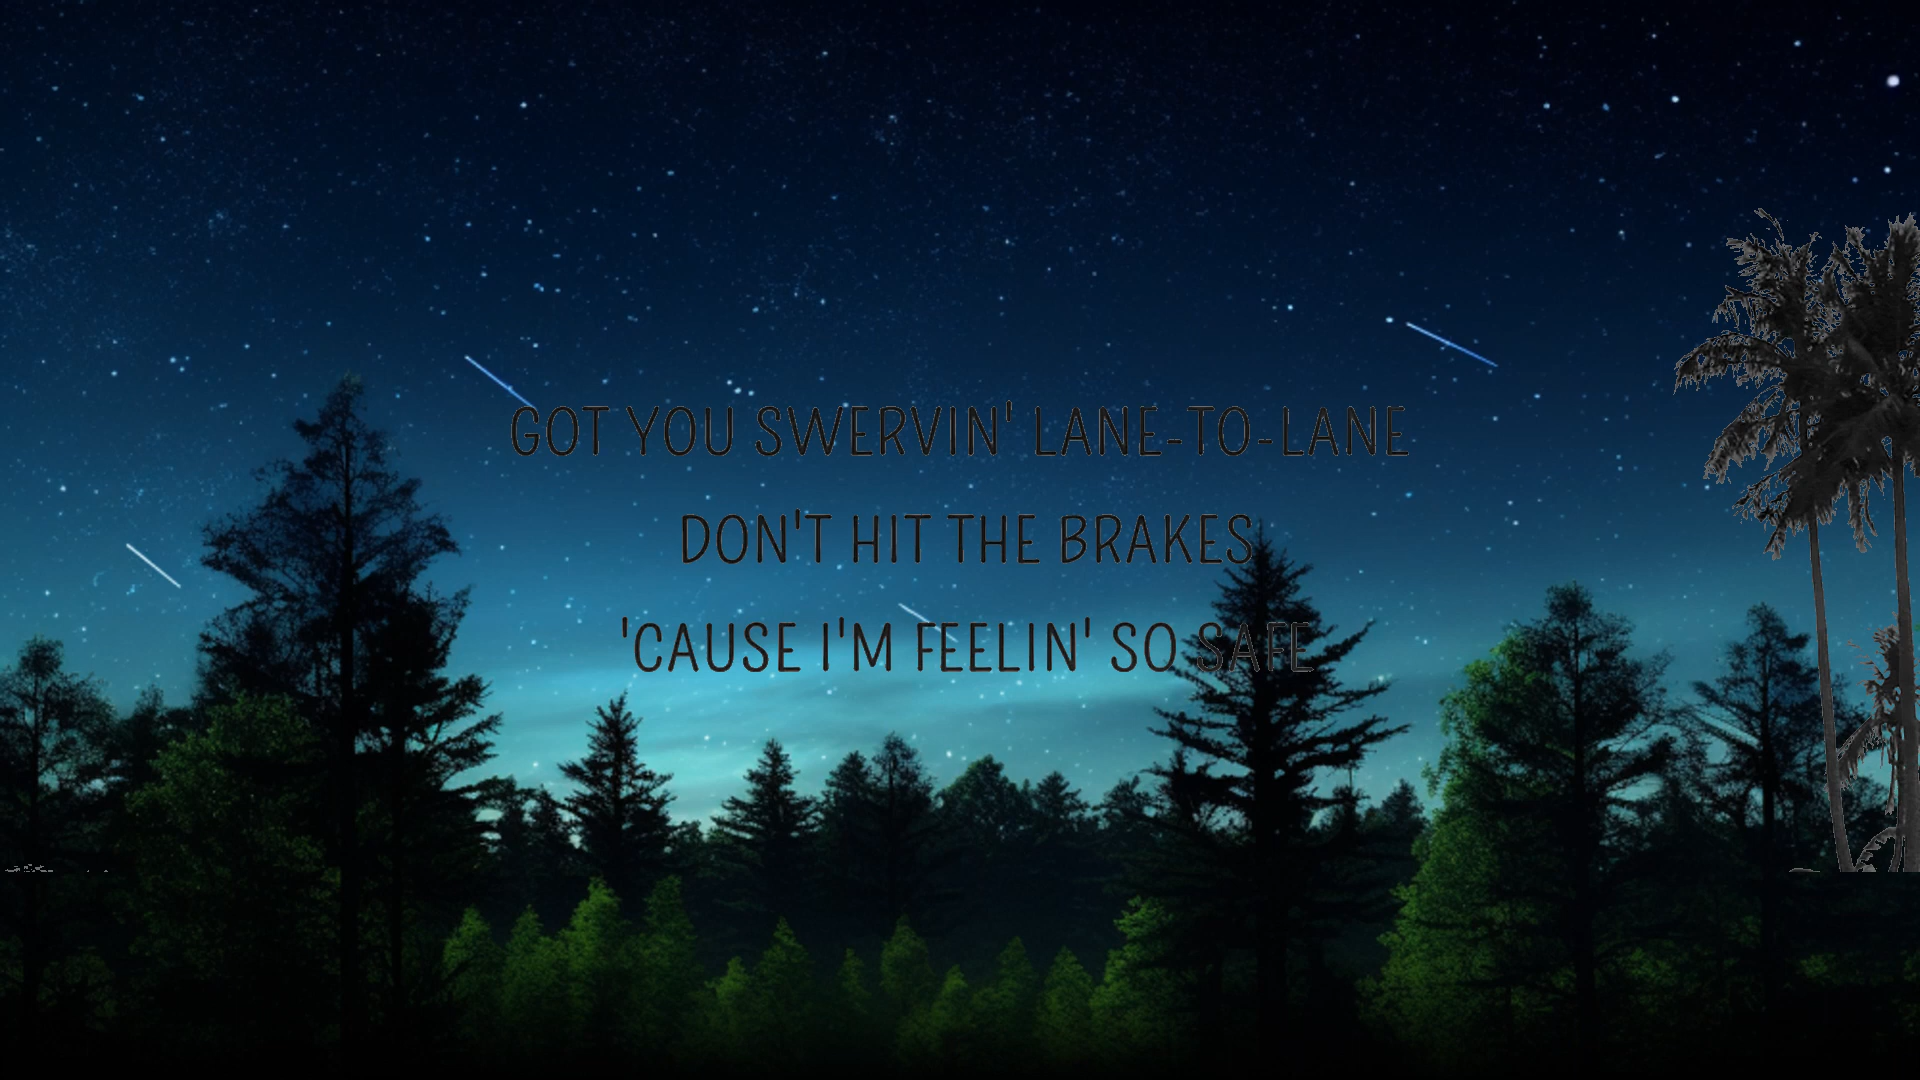 GOT YOU SWERVIN' LANE-TO-LANE
DON'T HIT THE BRAKES
'CAUSE I'M FEELIN' SO SAFE